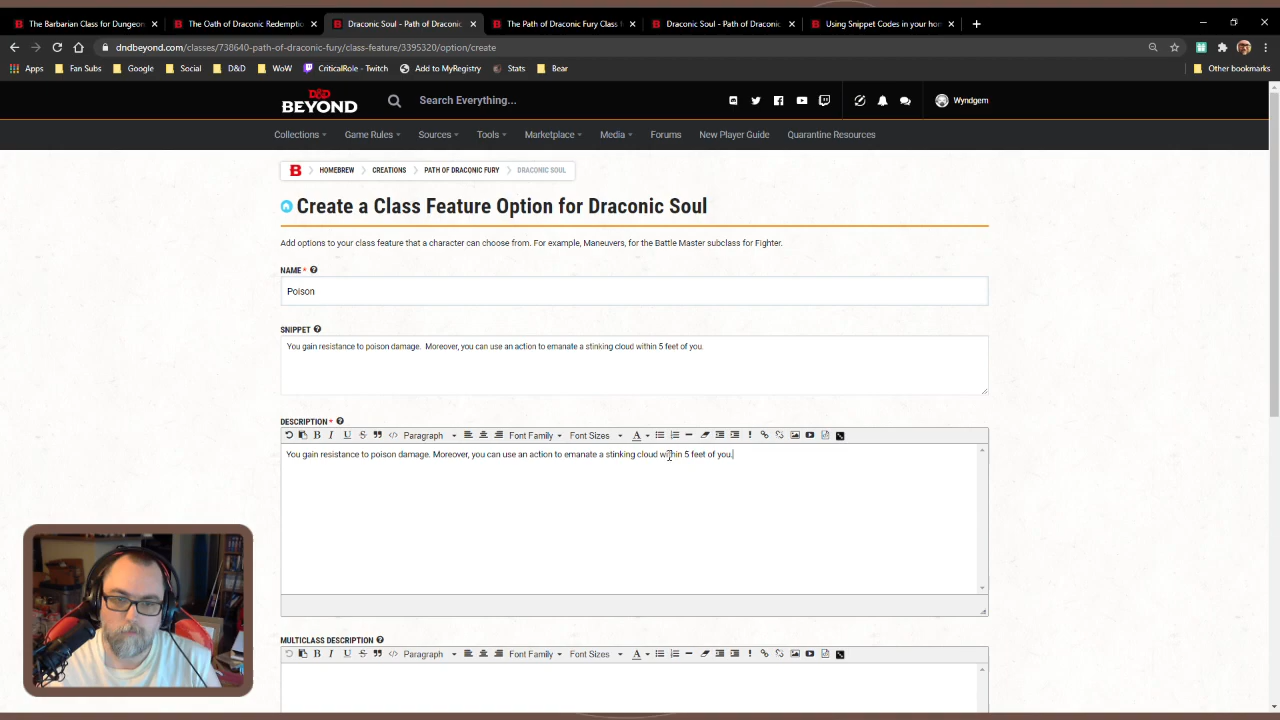 The Barbarian Class for Dungeon
The Oath of Draconic Redemptio
Draconic Soul - Path of Draconic
The Path of Draconic Fury Class
Draconic Soul - Path of Draconic
Using Snippet Codes in your hom
dndbeyond.com/classes/738640-path-of-draconic-fury/class-feature/3395320/option/create
Apps
Fan Subs
Google
Social
D&D
WoW
CriticalRole - Twitch
Add to MyRegistry
Stats
Bear
Other bookmarks
D&D
BEYOND
Search Everything...
Wyndgem
Collections
Game Rules
Sources
Tools
Marketplace
Media
Forums
New Player Guide
Quarantine Resources
B
HOMEBREW
CREATIONS
PATH OF DRACONIC FURY
DRACONIC SOUL
Create a Class Feature Option for Draconic Soul
Add options to your class feature that a character can choose from. For example, Maneuvers, for the Battle Master subclass for Fighter.
NAME *
Poison
SNIPPET
You gain resistance to poison damage.  Moreover, you can use an action to emanate a stinking cloud within 5 feet of you.
DESCRIPTION *
B I U S Paragraph Font Family Font Sizes A
You gain resistance to poison damage. Moreover, you can use an action to emanate a stinking cloud within 5 feet of you.
MULTICLASS DESCRIPTION
B I U S Paragraph Font Family Font Sizes A